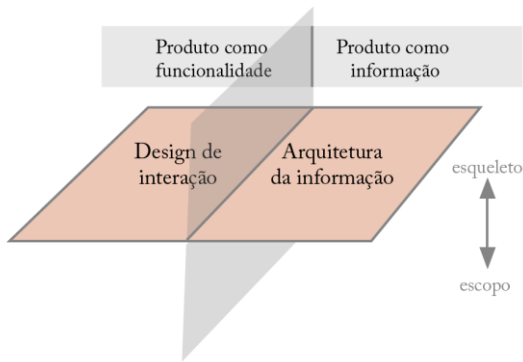 Produto como
funcionalidade
Produto como
informação
Design de
interação
Arquitetura
da informação
esqueleto
escopo